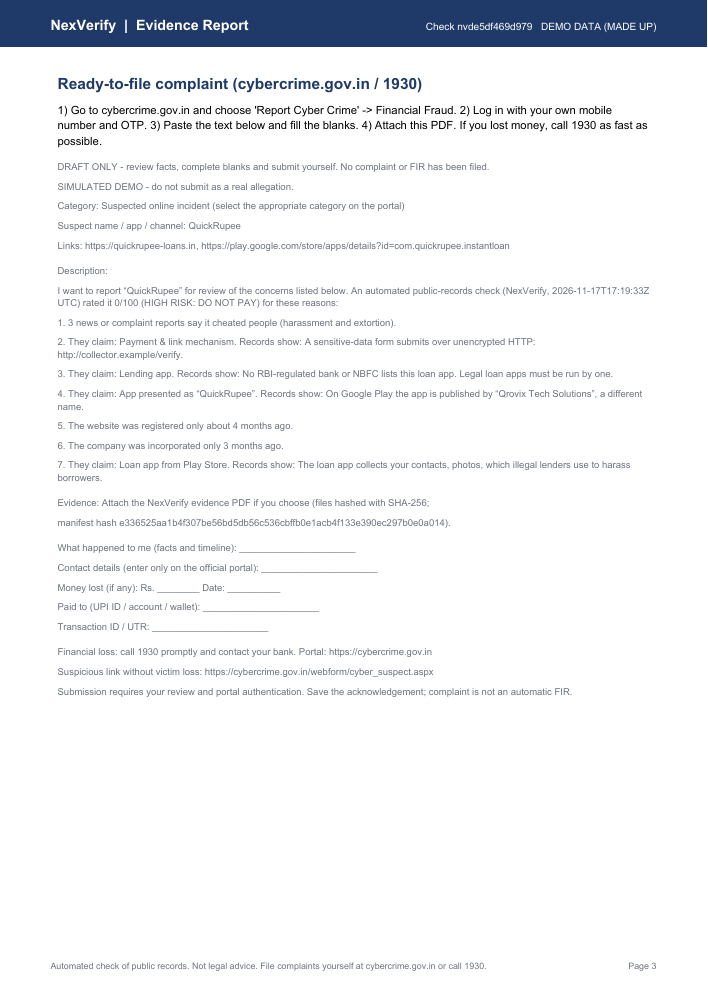 NexVerify | Evidence Report
Check nvde5df469d979 DEMO DATA (MADE UP)
Ready-to-file complaint (cybercrime.gov.in / 1930)
1) Go to cybercrime.gov.in and choose 'Report Cyber Crime' -> Financial Fraud. 2) Log in with your own mobile
number and OTP. 3) Paste the text below and fill the blanks. 4) Attach this PDF. If you lost money, call 1930 as fast as
possible.
DRAFT ONLY - review facts, complete blanks and submit yourself. No complaint or FIR has been filed.
SIMULATED DEMO - do not submit as a real allegation.
Category: Suspected online incident (select the appropriate category on the portal)
Suspect name / app / channel: QuickRupee
Links: https://quickrupee-loans.in, https://play.google.com/store/apps/details?id=com.quickrupee.instantloan
Description:
I want to report “QuickRupee” for review of the concerns listed below. An automated public-records check (NexVerify, 2026-11-17T17:19:33Z
UTC) rated it 0/100 (HIGH RISK: DO NOT PAY) for these reasons:
1. 3 news or complaint reports say it cheated people (harassment and extortion).
2. They claim: Payment & link mechanism. Records show: A sensitive-data form submits over unencrypted HTTP:
http://collector.example/verify.
3. They claim: Lending app. Records show: No RBI-regulated bank or NBFC lists this loan app. Legal loan apps must be run by one.
4. They claim: App presented as “QuickRupee”. Records show: On Google Play the app is published by “Qrovix Tech Solutions”, a different
name.
5. The website was registered only about 4 months ago.
6. The company was incorporated only 3 months ago.
7. They claim: Loan app from Play Store. Records show: The loan app collects your contacts, photos, which illegal lenders use to harass
borrowers.
Evidence: Attach the NexVerify evidence PDF if you choose (files hashed with SHA-256;
manifest hash e336525aa1b4f307be56bd5db56c536cbffb0e1acb4f133e390ec297b0e0a014).
What happened to me (facts and timeline): ______________________
Contact details (enter only on the official portal): ______________________
Money lost (if any): Rs. ________ Date: __________
Paid to (UPI ID / account / wallet): ______________________
Transaction ID / UTR: ______________________
Financial loss: call 1930 promptly and contact your bank. Portal: https://cybercrime.gov.in
Suspicious link without victim loss: https://cybercrime.gov.in/webform/cyber_suspect.aspx
Submission requires your review and portal authentication. Save the acknowledgement; complaint is not an automatic FIR.
Automated check of public records. Not legal advice. File complaints yourself at cybercrime.gov.in or call 1930.
Page 3